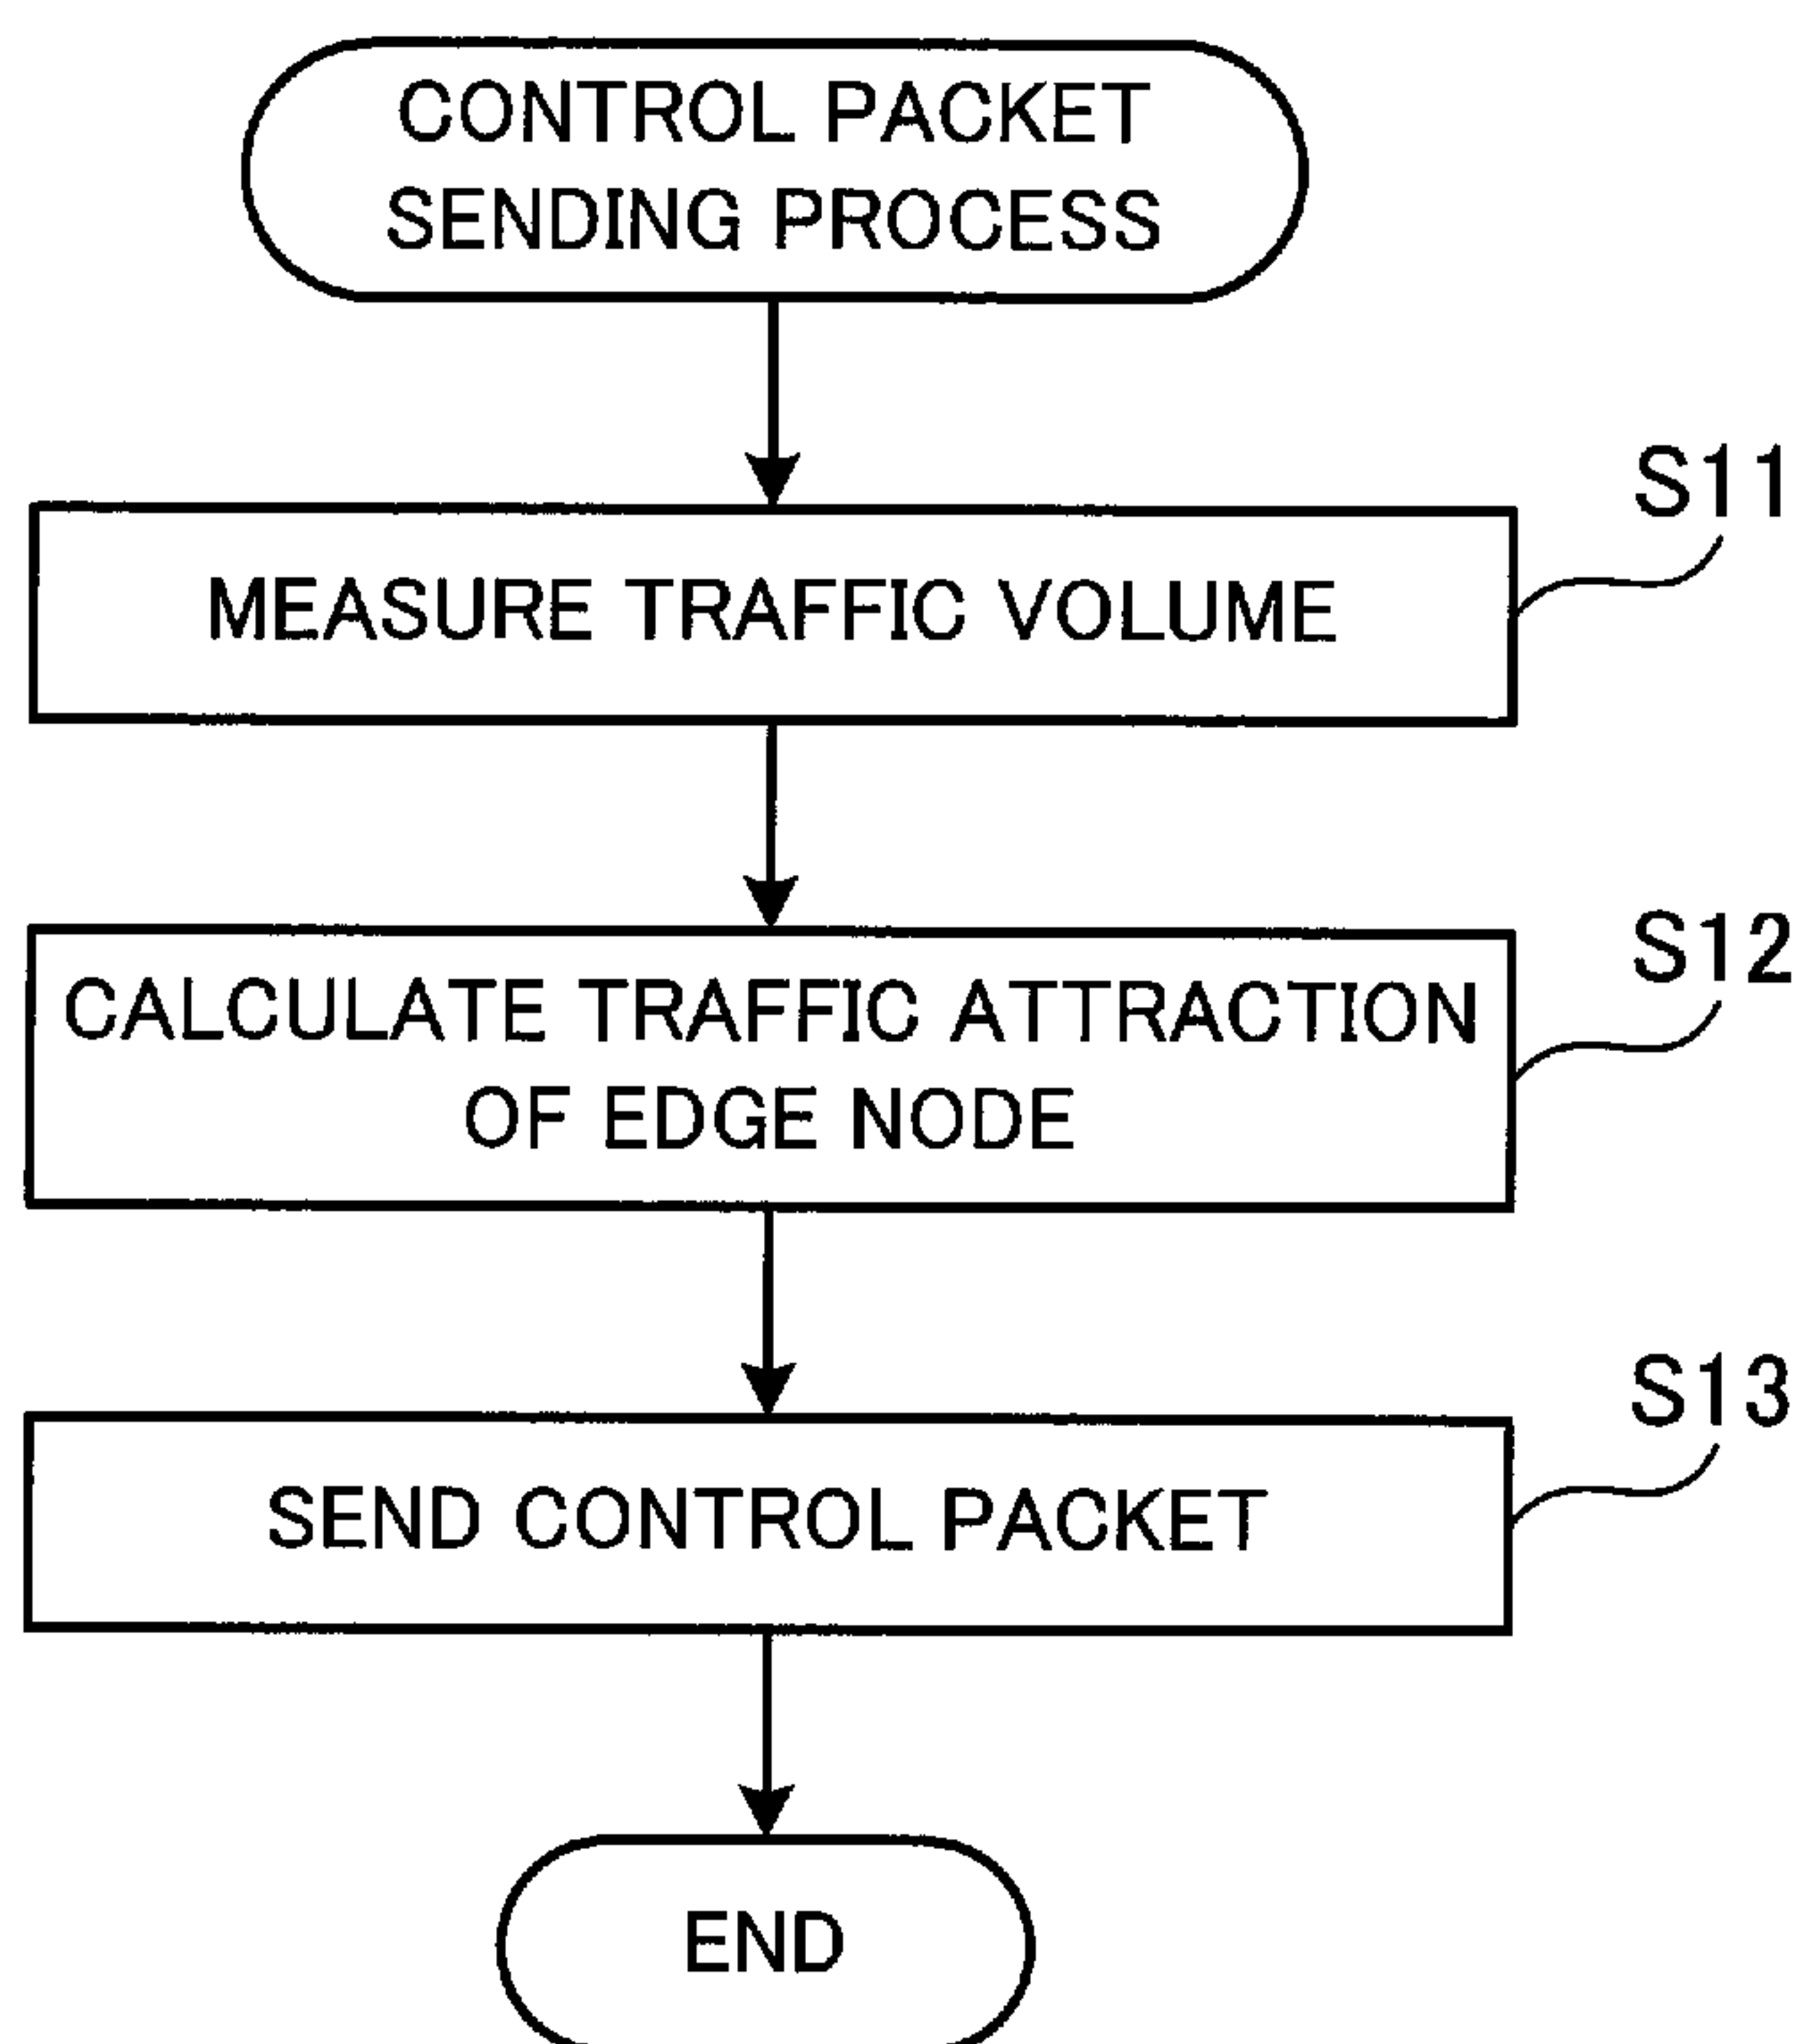 CONTROL PACKET
SENDING PROCESS
S11
MEASURE TRAFFIC VOLUME
S12
CALCULATE TRAFFIC ATTRACTION
OF EDGE NODE
S13
SEND CONTROL PACKET
END